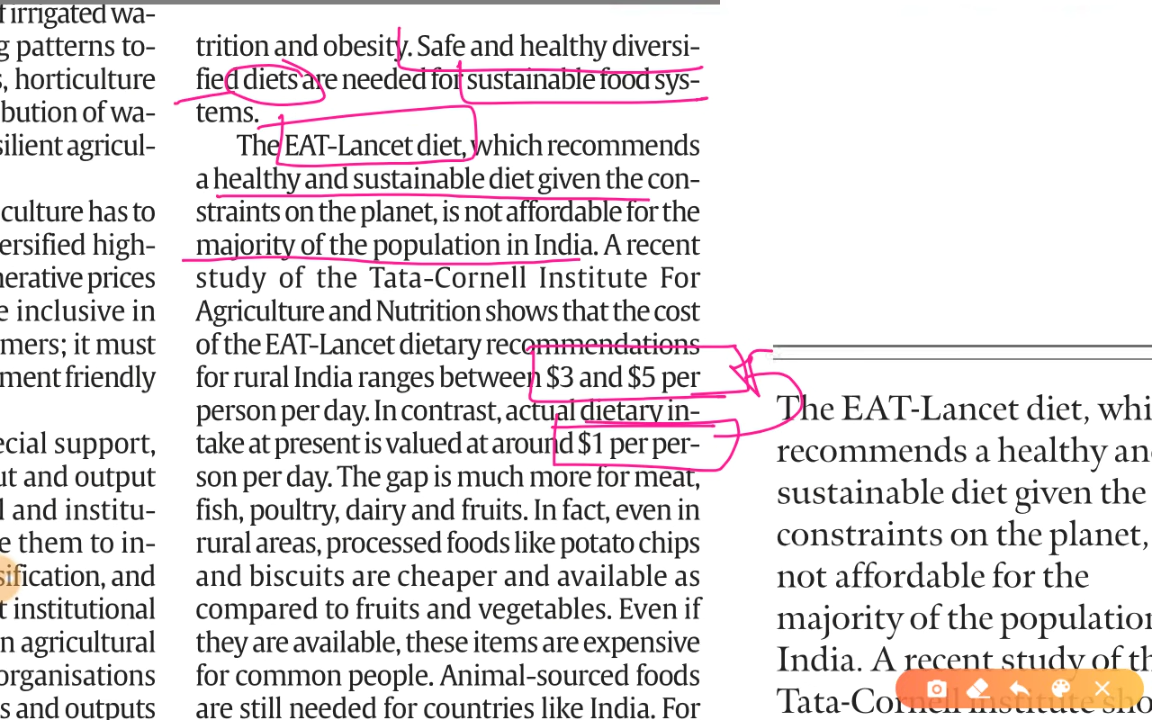 f irrigated wa-
g patterns to-
s, horticulture
bution of wa-
silient agricul-
culture has to
ersified high-
nerative prices
e inclusive in
mers; it must
ment friendly
ecial support,
ut and output
l and institu-
e them to in-
sification, and
t institutional
n agricultural
organisations
s and outputs
trition and obesity. Safe and healthy diversi-
fied diets are needed for sustainable food sys-
tems.
The EAT-Lancet diet, which recommends
a healthy and sustainable diet given the con-
straints on the planet, is not affordable for the
majority of the population in India. A recent
study of the Tata-Cornell Institute For
Agriculture and Nutrition shows that the cost
of the EAT-Lancet dietary recommendations
for rural India ranges between $3 and $5 per
person per day. In contrast, actual dietary in-
take at present is valued at around $1 per per-
son per day. The gap is much more for meat,
fish, poultry, dairy and fruits. In fact, even in
rural areas, processed foods like potato chips
and biscuits are cheaper and available as
compared to fruits and vegetables. Even if
they are available, these items are expensive
for common people. Animal-sourced foods
are still needed for countries like India. For
The EAT-Lancet diet, whi
recommends a healthy an
sustainable diet given the
constraints on the planet,
not affordable for the
majority of the population
India. A recent study of th
Tata-Cornell Institute sho